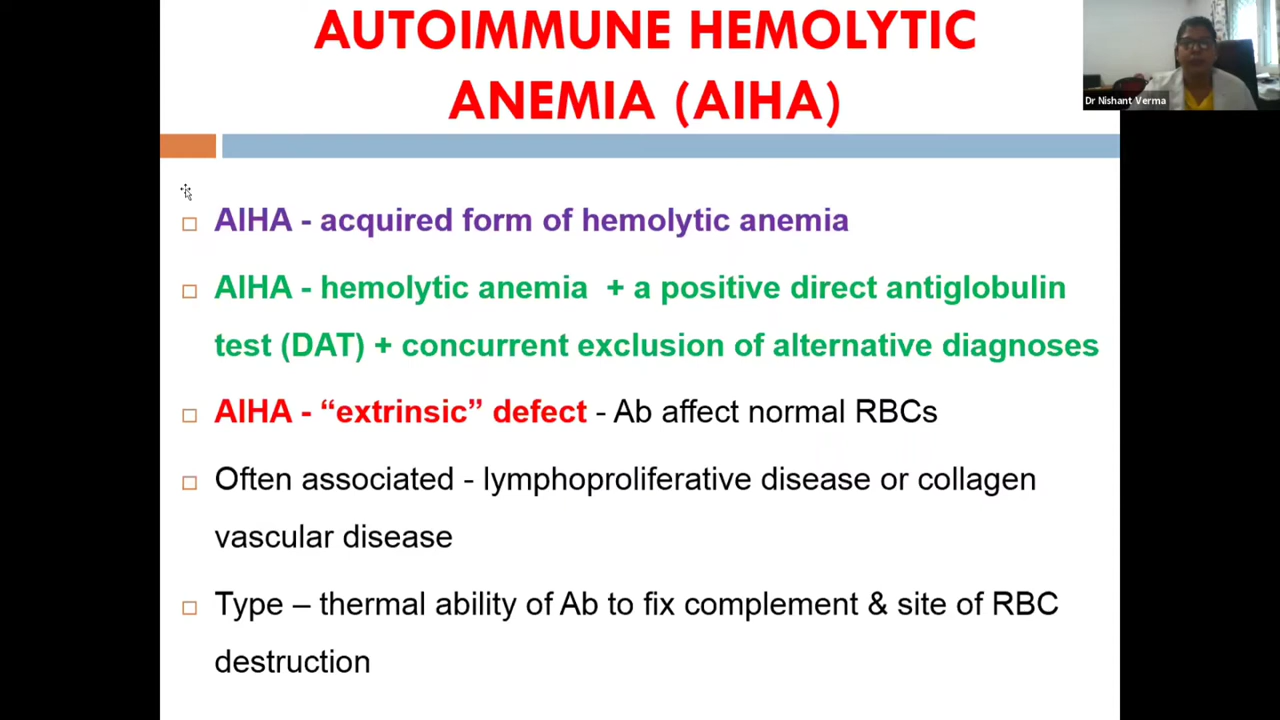 AUTOIMMUNE HEMOLYTIC
ANEMIA (AIHA)
Dr Nishant Verma
AIHA - acquired form of hemolytic anemia
AIHA - hemolytic anemia + a positive direct antiglobulin
test (DAT) + concurrent exclusion of alternative diagnoses
AIHA - “extrinsic” defect - Ab affect normal RBCs
Often associated - lymphoproliferative disease or collagen
vascular disease
Type – thermal ability of Ab to fix complement & site of RBC
destruction